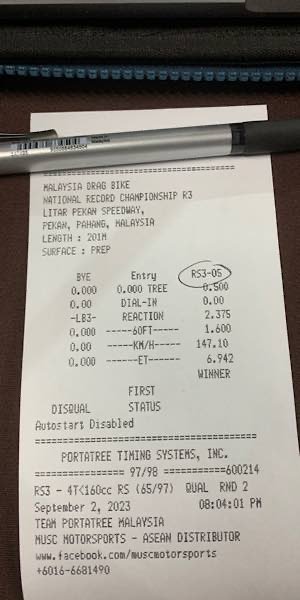 MALAYSIA DRAG BIKE
NATIONAL RECORD CHAMPIONSHIP R3
LITAR PEKAN SPEEDWAY,
PEKAN, PAHANG, MALAYSIA
LENGTH : 201M
SURFACE : PREP
BYE Entry RS3-05
0.000 0.000 TREE 0.500
0.00 DIAL-IN 0.00
-LB3- REACTION 2.375
0.000 -----60FT----- 1.600
0.00 -----KM/H----- 147.10
0.000 ------ET------ 6.942
WINNER
FIRST
DISQUAL STATUS
Autostart Disabled
PORTATREE TIMING SYSTEMS, INC.
=============== 97/98 ===========600214
RS3 - 4T<160cc RS (65/97) QUAL RND 2
September 2, 2023 08:04:01 PM
TEAM PORTATREE MALAYSIA
MUSC MOTORSPORTS - ASEAN DISTRIBUTOR
www.facebook.com/muscmotorsports
+6016-6681490